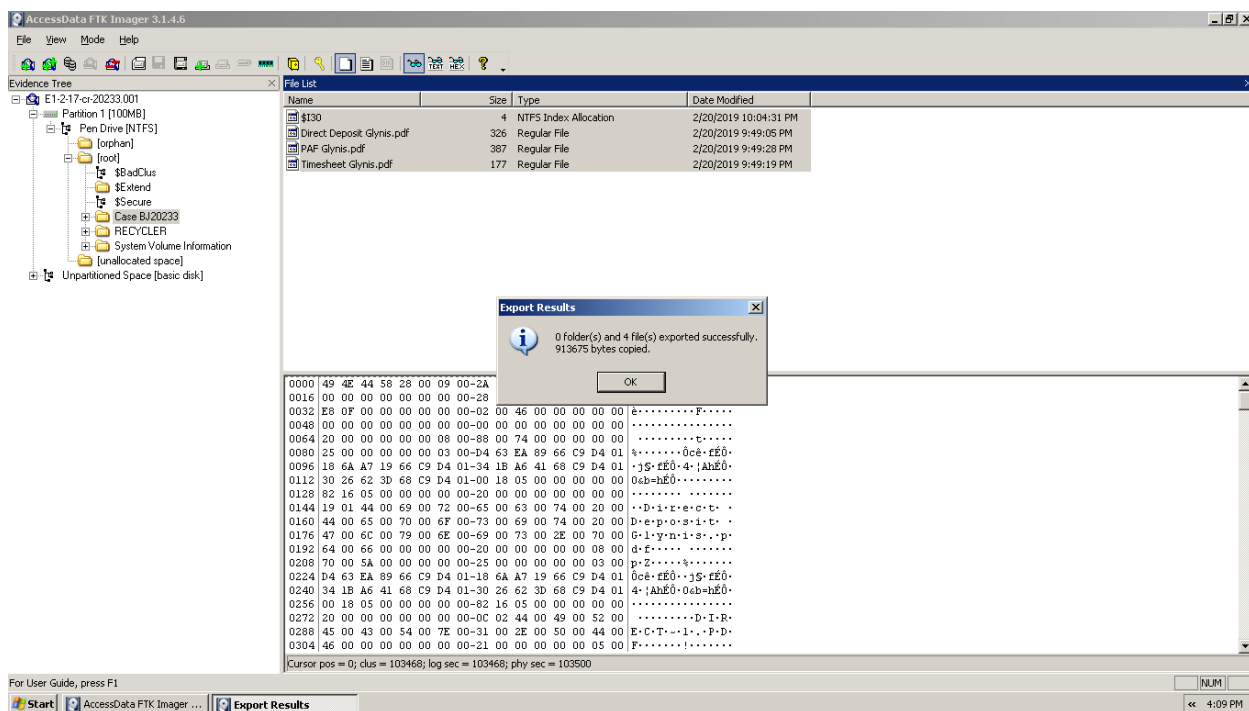 AccessData FTK Imager 3.1.4.6
File View Mode Help
Evidence Tree
E1-2-17-cr-20233.001
Partition 1 [100MB]
Pen Drive [NTFS]
[orphan]
[root]
$BadClus
$Extend
$Secure
Case BJ20233
RECYCLER
System Volume Information
[unallocated space]
Unpartitioned Space [basic disk]
File List
Name Size Type Date Modified
$I30 4 NTFS Index Allocation 2/20/2019 10:04:31 PM
Direct Deposit Glynis.pdf 326 Regular File 2/20/2019 9:49:05 PM
PAF Glynis.pdf 387 Regular File 2/20/2019 9:49:28 PM
Timesheet Glynis.pdf 177 Regular File 2/20/2019 9:49:19 PM
Export Results
0 folder(s) and 4 file(s) exported successfully.
913675 bytes copied.
OK
0000 49 4E 44 58 28 00 09 00-2A
0016 00 00 00 00 00 00 00 00-28
0032 E8 0F 00 00 00 00 00 00-02 00 46 00 00 00 00 00 è·········F·····
0048 00 00 00 00 00 00 00 00-00 00 00 00 00 00 00 00 ················
0064 20 00 00 00 00 00 08 00-88 00 74 00 00 00 00 00  ·········t·····
0080 25 00 00 00 00 00 03 00-D4 63 EA 89 66 C9 D4 01 %·······Ôcê·fÉÔ·
0096 18 6A A7 19 66 C9 D4 01-34 1B A6 41 68 C9 D4 01 ·j§·fÉÔ·4·¦AhÉÔ·
0112 30 26 62 3D 68 C9 D4 01-00 18 05 00 00 00 00 00 0&b=hÉÔ·········
0128 82 16 05 00 00 00 00 00-20 00 00 00 00 00 00 00 ········ ·······
0144 19 01 44 00 69 00 72 00-65 00 63 00 74 00 20 00 ··D·i·r·e·c·t· ·
0160 44 00 65 00 70 00 6F 00-73 00 69 00 74 00 20 00 D·e·p·o·s·i·t· ·
0176 47 00 6C 00 79 00 6E 00-69 00 73 00 2E 00 70 00 G·l·y·n·i·s·.·p·
0192 64 00 66 00 00 00 00 00-20 00 00 00 00 00 08 00 d·f····· ·······
0208 70 00 5A 00 00 00 00 00-25 00 00 00 00 00 03 00 p·Z·····%·······
0224 D4 63 EA 89 66 C9 D4 01-18 6A A7 19 66 C9 D4 01 Ôcê·fÉÔ··j§·fÉÔ·
0240 34 1B A6 41 68 C9 D4 01-30 26 62 3D 68 C9 D4 01 4·¦AhÉÔ·0&b=hÉÔ·
0256 00 18 05 00 00 00 00 00-82 16 05 00 00 00 00 00 ················
0272 20 00 00 00 00 00 00 00-0C 02 44 00 49 00 52 00  ·········D·I·R·
0288 45 00 43 00 54 00 7E 00-31 00 2E 00 50 00 44 00 E·C·T·~·1·.·P·D·
0304 46 00 00 00 00 00 00 00-21 00 00 00 00 00 05 00 F·······!·······
Cursor pos = 0; clus = 103468; log sec = 103468; phy sec = 103500
For User Guide, press F1
NUM
Start AccessData FTK Imager ... Export Results « 4:09 PM